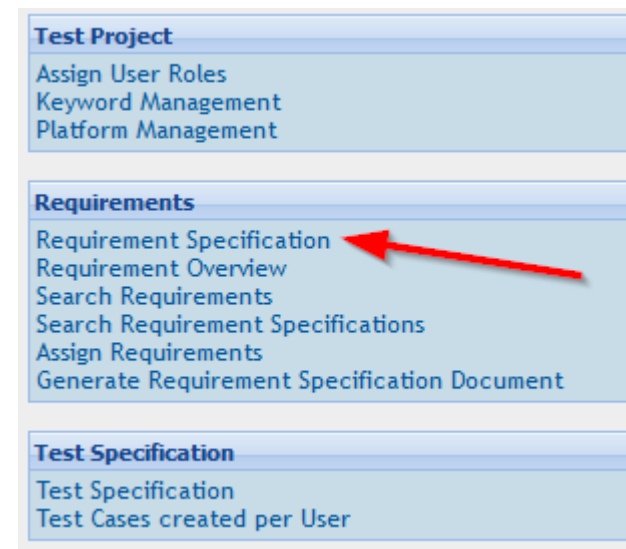 Test Project
Assign User Roles
Keyword Management
Platform Management
Requirements
Requirement Specification
Requirement Overview
Search Requirements
Search Requirement Specifications
Assign Requirements
Generate Requirement Specification Document
Test Specification
Test Specification
Test Cases created per User